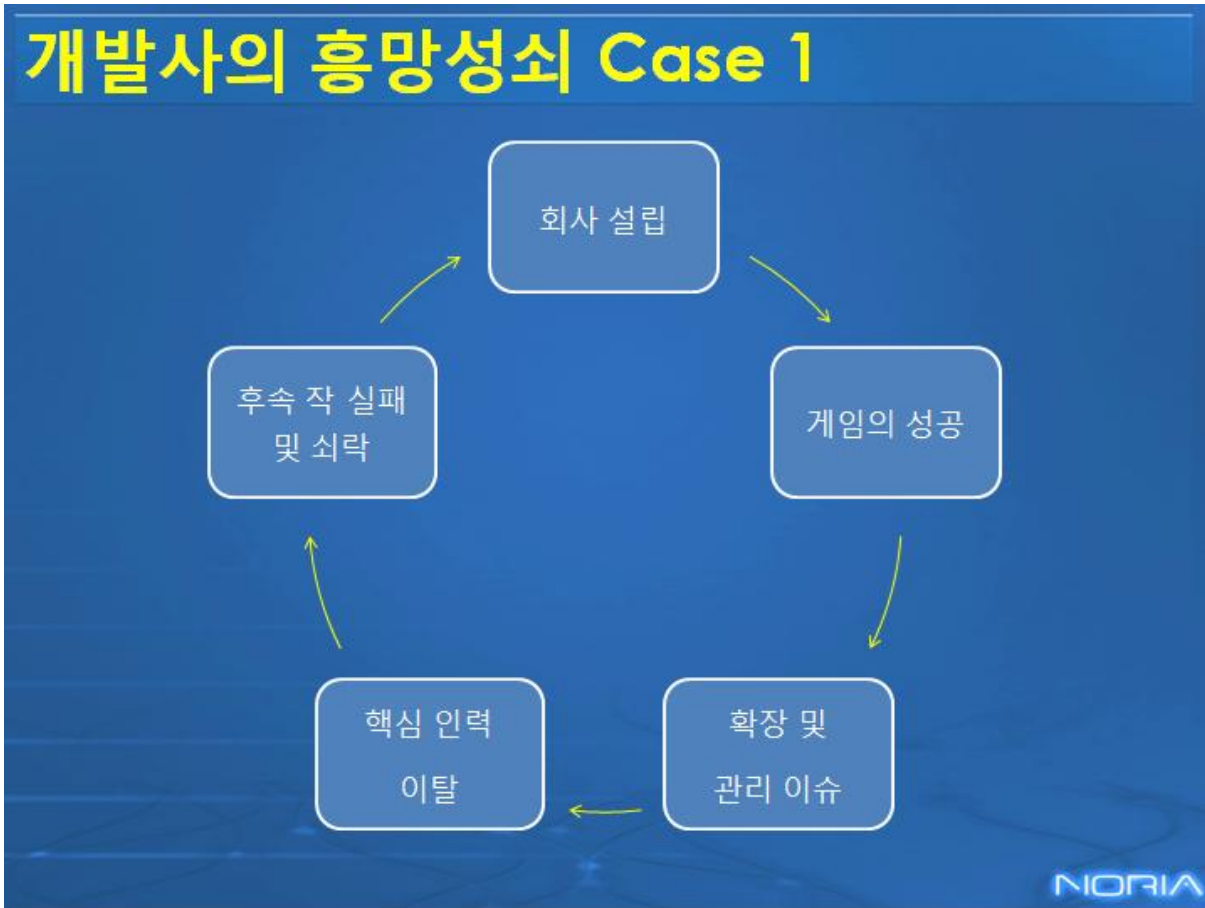 개발사의 흥망성쇠 Case 1
회사 설립
게임의 성공
확장 및
관리 이슈
핵심 인력
이탈
후속 작 실패
및 쇠락
NORIA